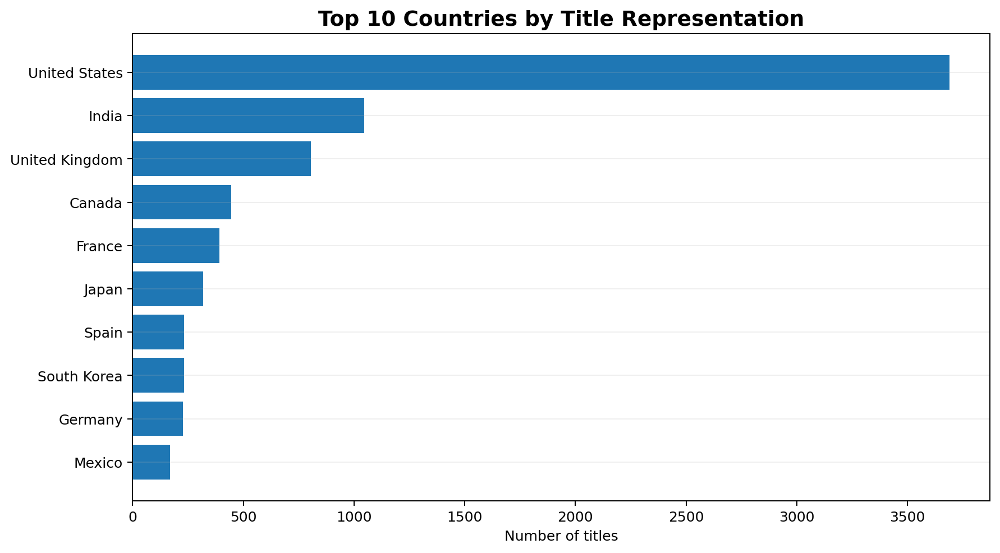 Top 10 Countries by Title Representation
United States
India
United Kingdom
Canada
France
Japan
Spain
South Korea
Germany
Mexico
0 500 1000 1500 2000 2500 3000 3500
Number of titles